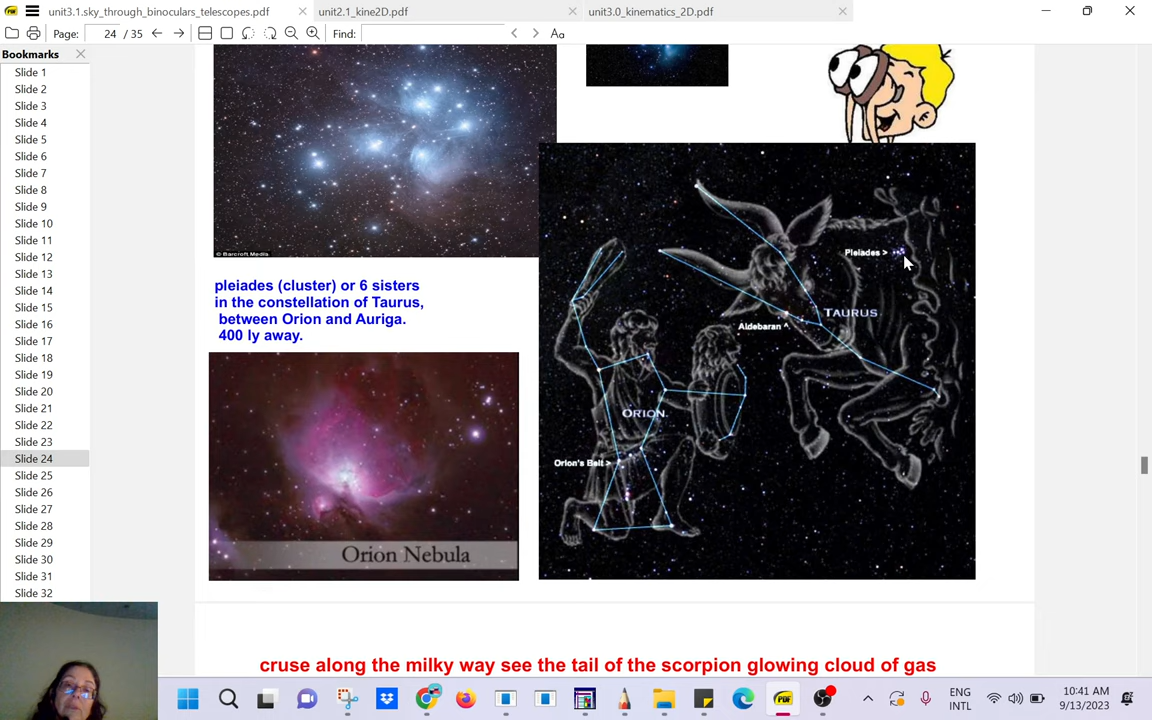 unit3.1.sky_through_binoculars_telescopes.pdf
unit2.1_kine2D.pdf
unit3.0_kinematics_2D.pdf
Page: 24 / 35
Find:
Aa
Bookmarks
Slide 1
Slide 2
Slide 3
Slide 4
Slide 5
Slide 6
Slide 7
Slide 8
Slide 9
Slide 10
Slide 11
Slide 12
Slide 13
Slide 14
Slide 15
Slide 16
Slide 17
Slide 18
Slide 19
Slide 20
Slide 21
Slide 22
Slide 23
Slide 24
Slide 25
Slide 26
Slide 27
Slide 28
Slide 29
Slide 30
Slide 31
Slide 32
© Barcroft Media
pleiades (cluster) or 6 sisters
in the constellation of Taurus,
between Orion and Auriga.
400 ly away.
Orion Nebula
Pleiades >
TAURUS
Aldebaran ^
ORION
Orion's Belt >
cruse along the milky way see the tail of the scorpion glowing cloud of gas
PDF
ENG
INTL
10:41 AM
9/13/2023